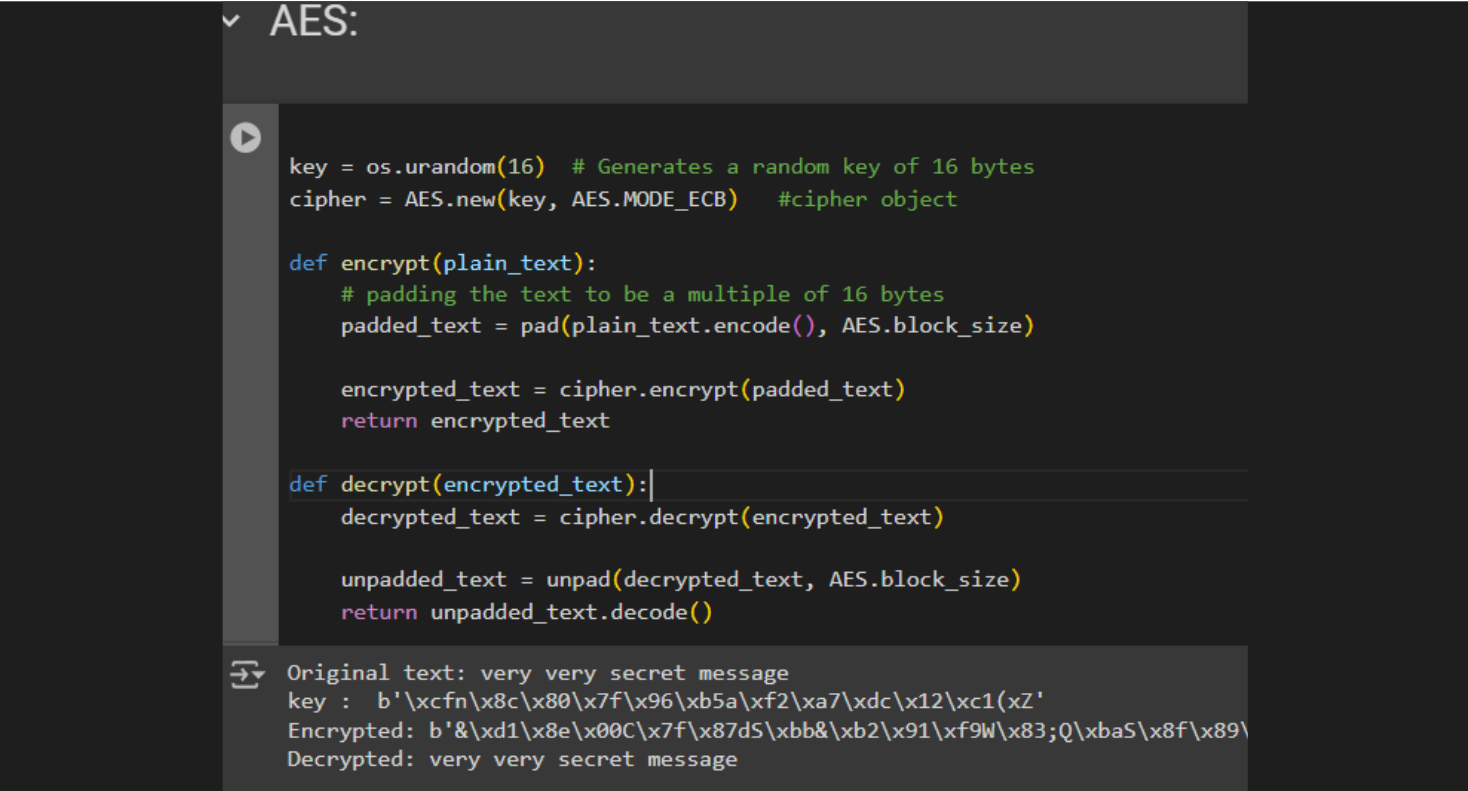 AES:
key = os.urandom(16)  # Generates a random key of 16 bytes
cipher = AES.new(key, AES.MODE_ECB)   #cipher object
def encrypt(plain_text):
    # padding the text to be a multiple of 16 bytes
    padded_text = pad(plain_text.encode(), AES.block_size)
    encrypted_text = cipher.encrypt(padded_text)
    return encrypted_text
def decrypt(encrypted_text):
    decrypted_text = cipher.decrypt(encrypted_text)
    unpadded_text = unpad(decrypted_text, AES.block_size)
    return unpadded_text.decode()
Original text: very very secret message
key :  b'\xcfn\x8c\x80\x7f\x96\xb5a\xf2\xa7\xdc\x12\xc1(xZ'
Encrypted: b'&\xd1\x8e\x00C\x7f\x87dS\xbb&\xb2\x91\xf9W\x83;Q\xbaS\x8f\x89\
Decrypted: very very secret message